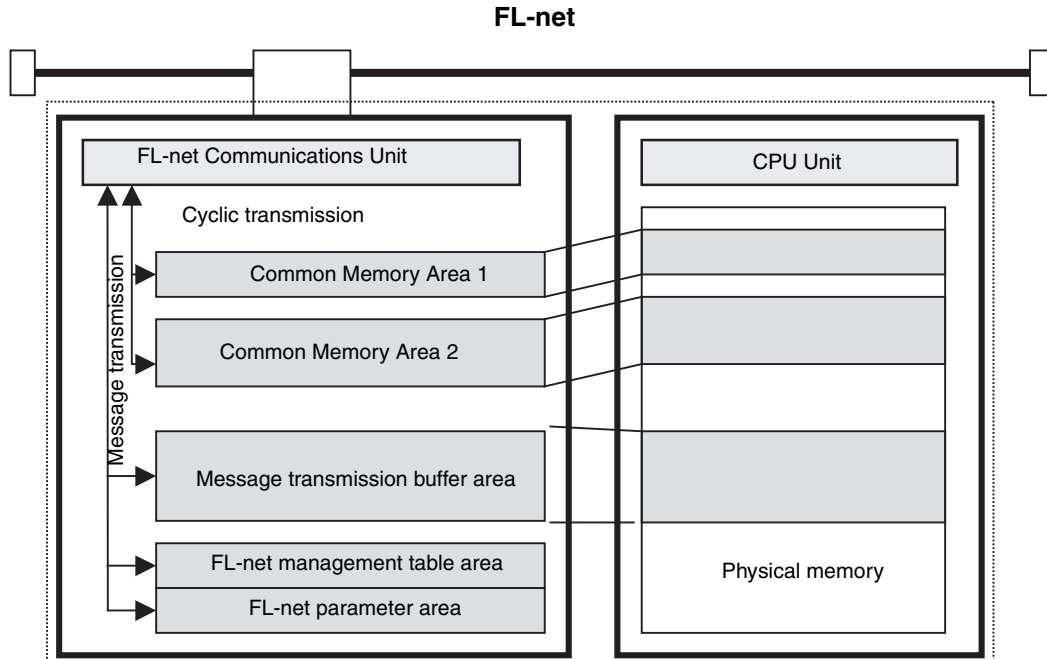 FL-net
FL-net Communications Unit
CPU Unit
Cyclic transmission
Message transmission
Common Memory Area 1
Common Memory Area 2
Message transmission buffer area
FL-net management table area
FL-net parameter area
Physical memory